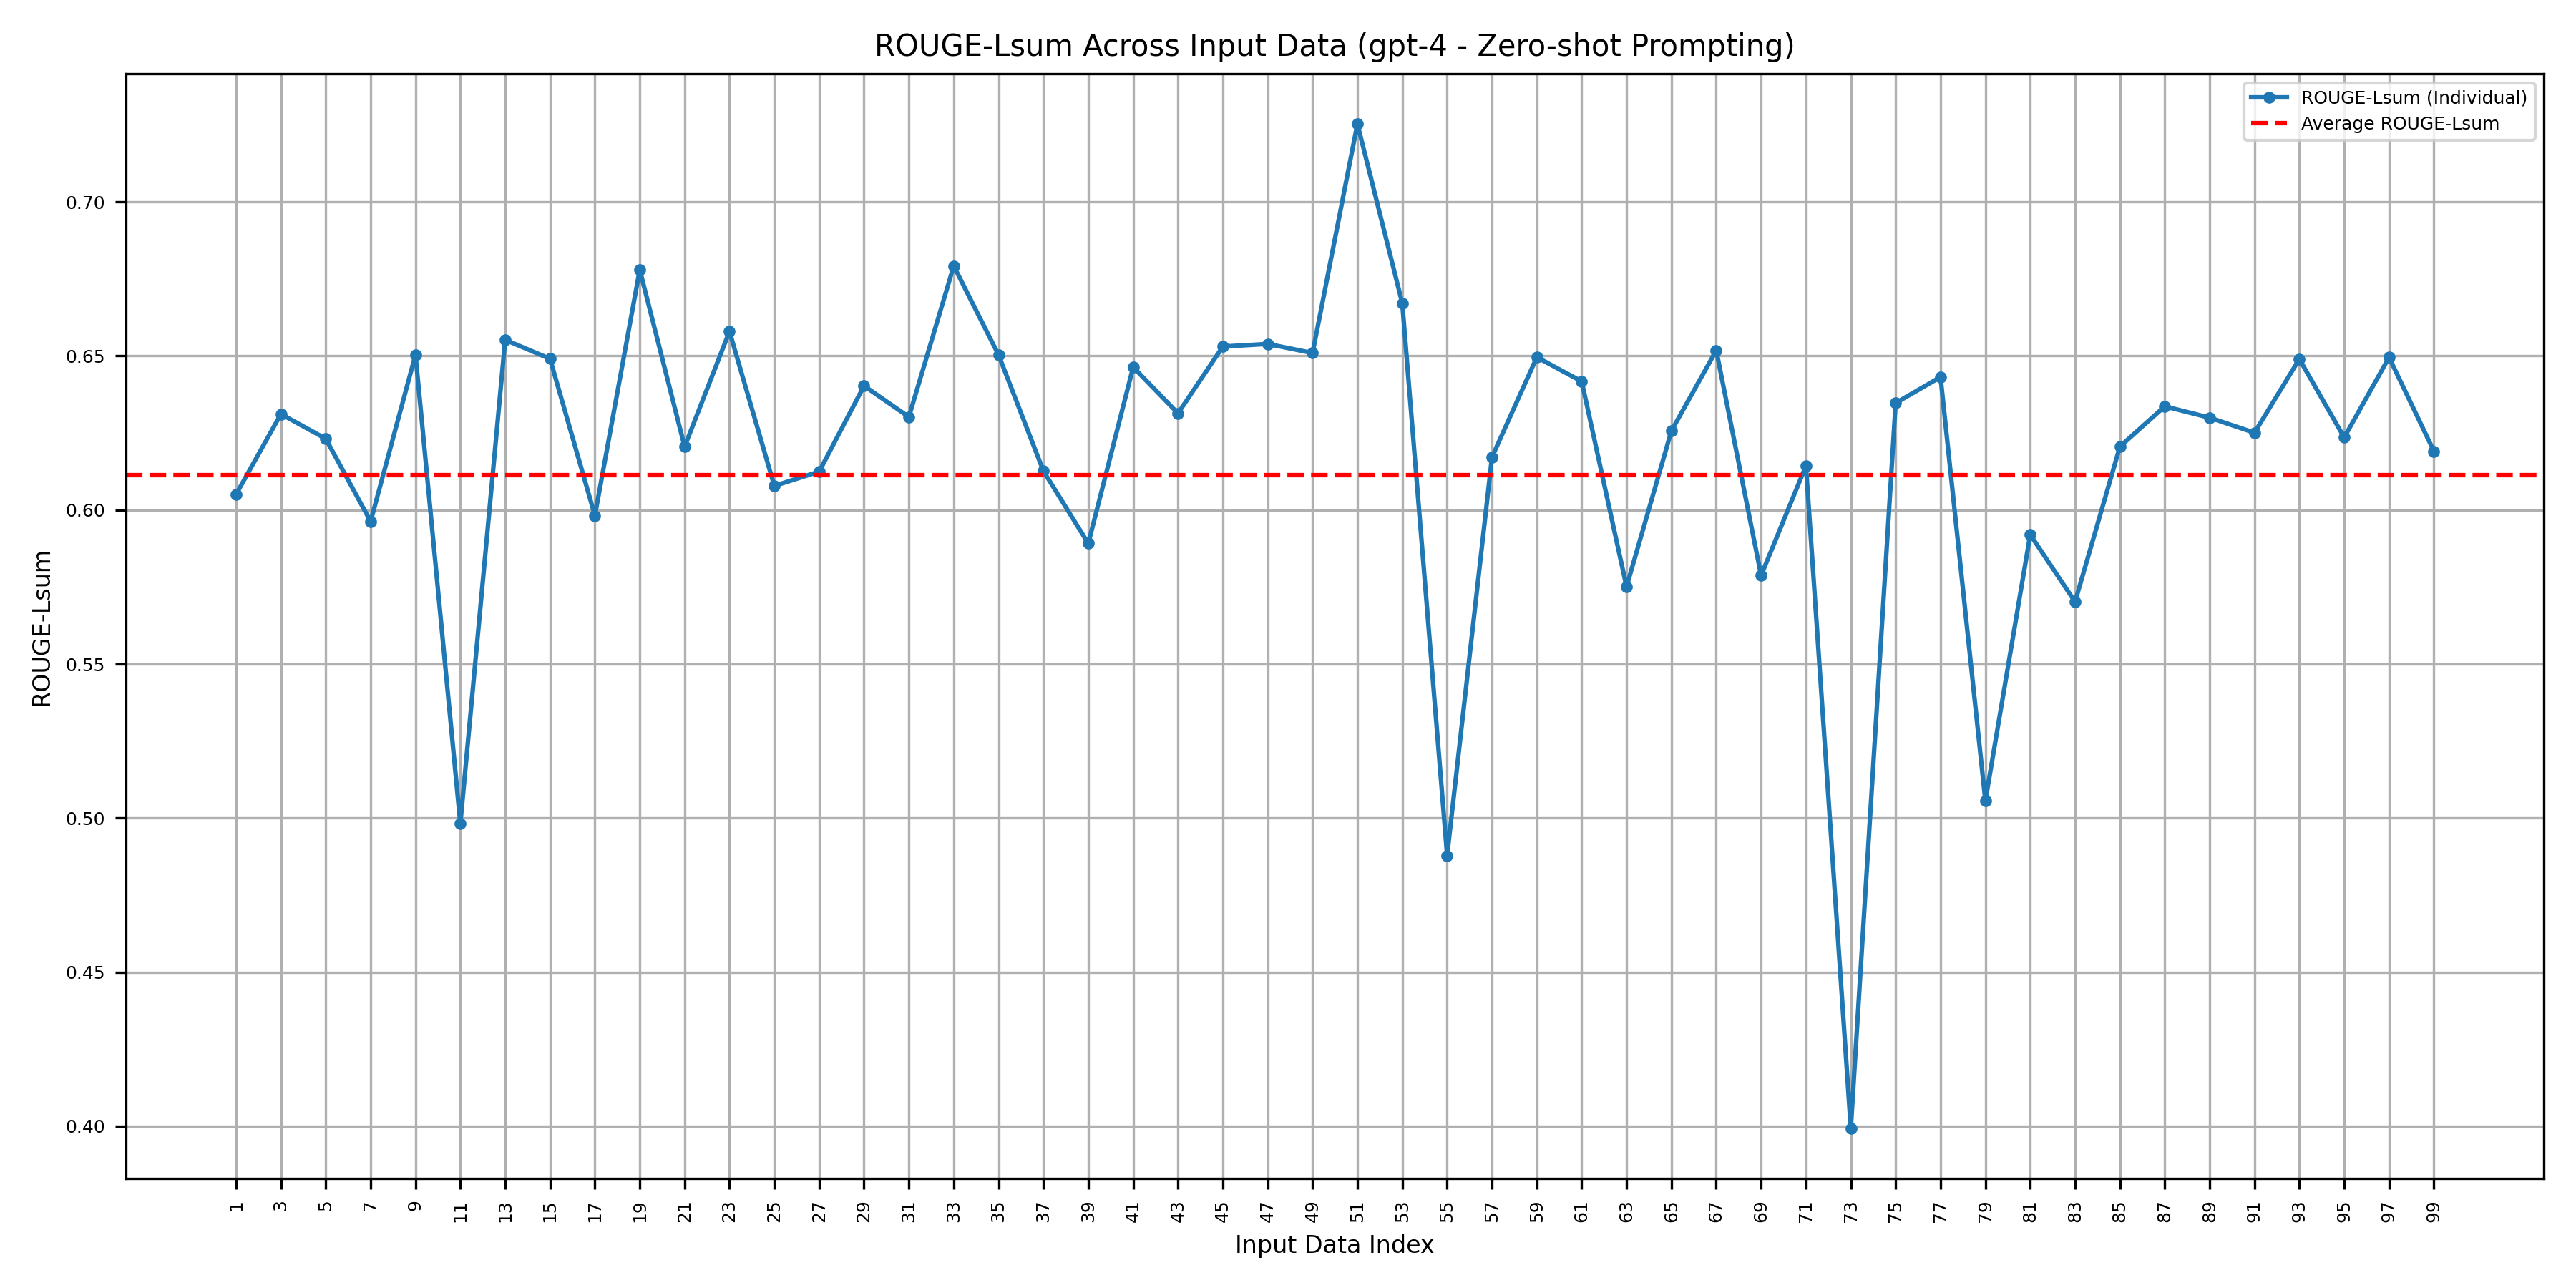 ROUGE-Lsum Across Input Data (gpt-4 - Zero-shot Prompting)
ROUGE-Lsum (Individual)
Average ROUGE-Lsum
0.70
0.65
0.60
0.55
0.50
0.45
0.40
ROUGE-Lsum
1 3 5 7 9 11 13 15 17 19 21 23 25 27 29 31 33 35 37 39 41 43 45 47 49 51 53 55 57 59 61 63 65 67 69 71 73 75 77 79 81 83 85 87 89 91 93 95 97 99
Input Data Index